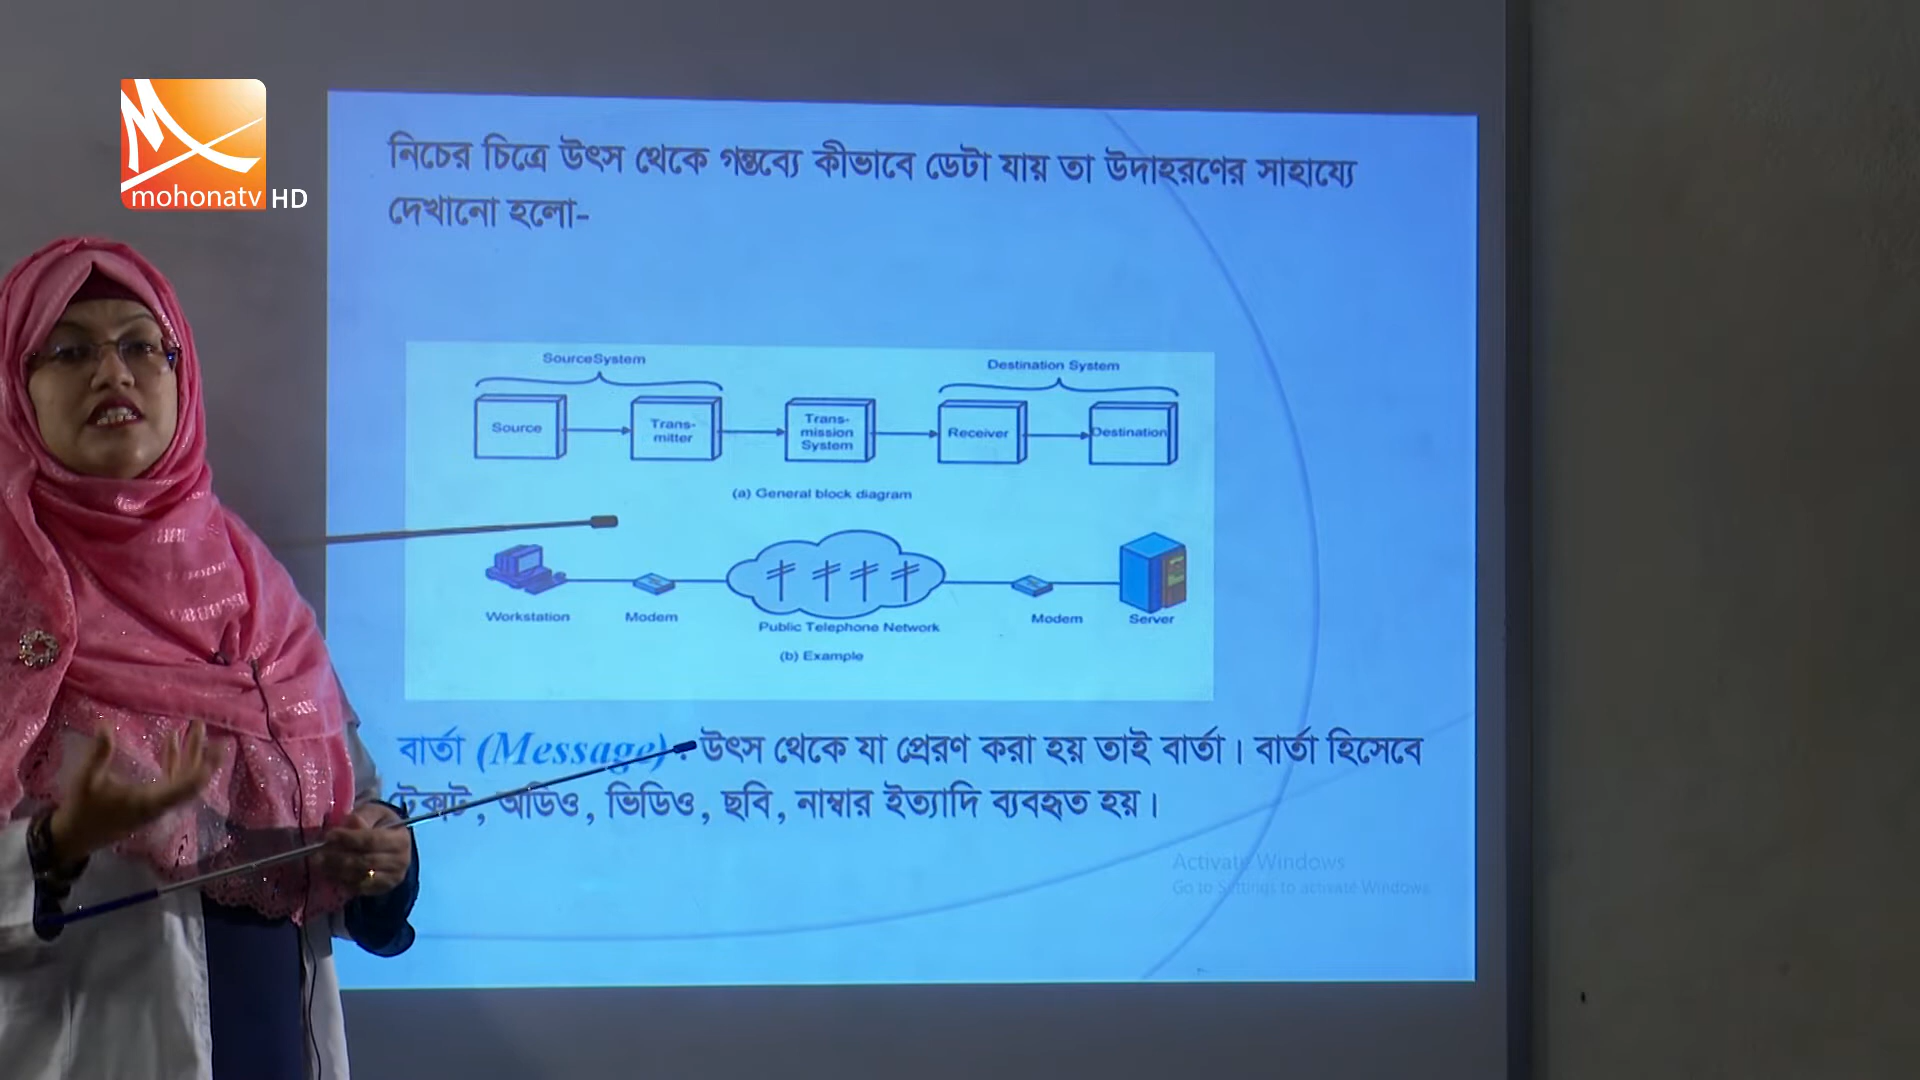 mohonatv HD
নিচের চিত্রে উৎস থেকে গন্তব্যে কীভাবে ডেটা যায় তা উদাহরণের সাহায্যে
দেখানো হলো-
SourceSystem
Destination System
Source
Trans-
mitter
Trans-
mission
System
Receiver
Destination
(a) General block diagram
Workstation
Modem
Public Telephone Network
Modem
Server
(b) Example
বার্তা (Message) : উৎস থেকে যা প্রেরণ করা হয় তাই বার্তা। বার্তা হিসেবে
টেক্সট, অডিও, ভিডিও, ছবি, নাম্বার ইত্যাদি ব্যবহৃত হয়।
Activate Windows
Go to Settings to activate Windows.